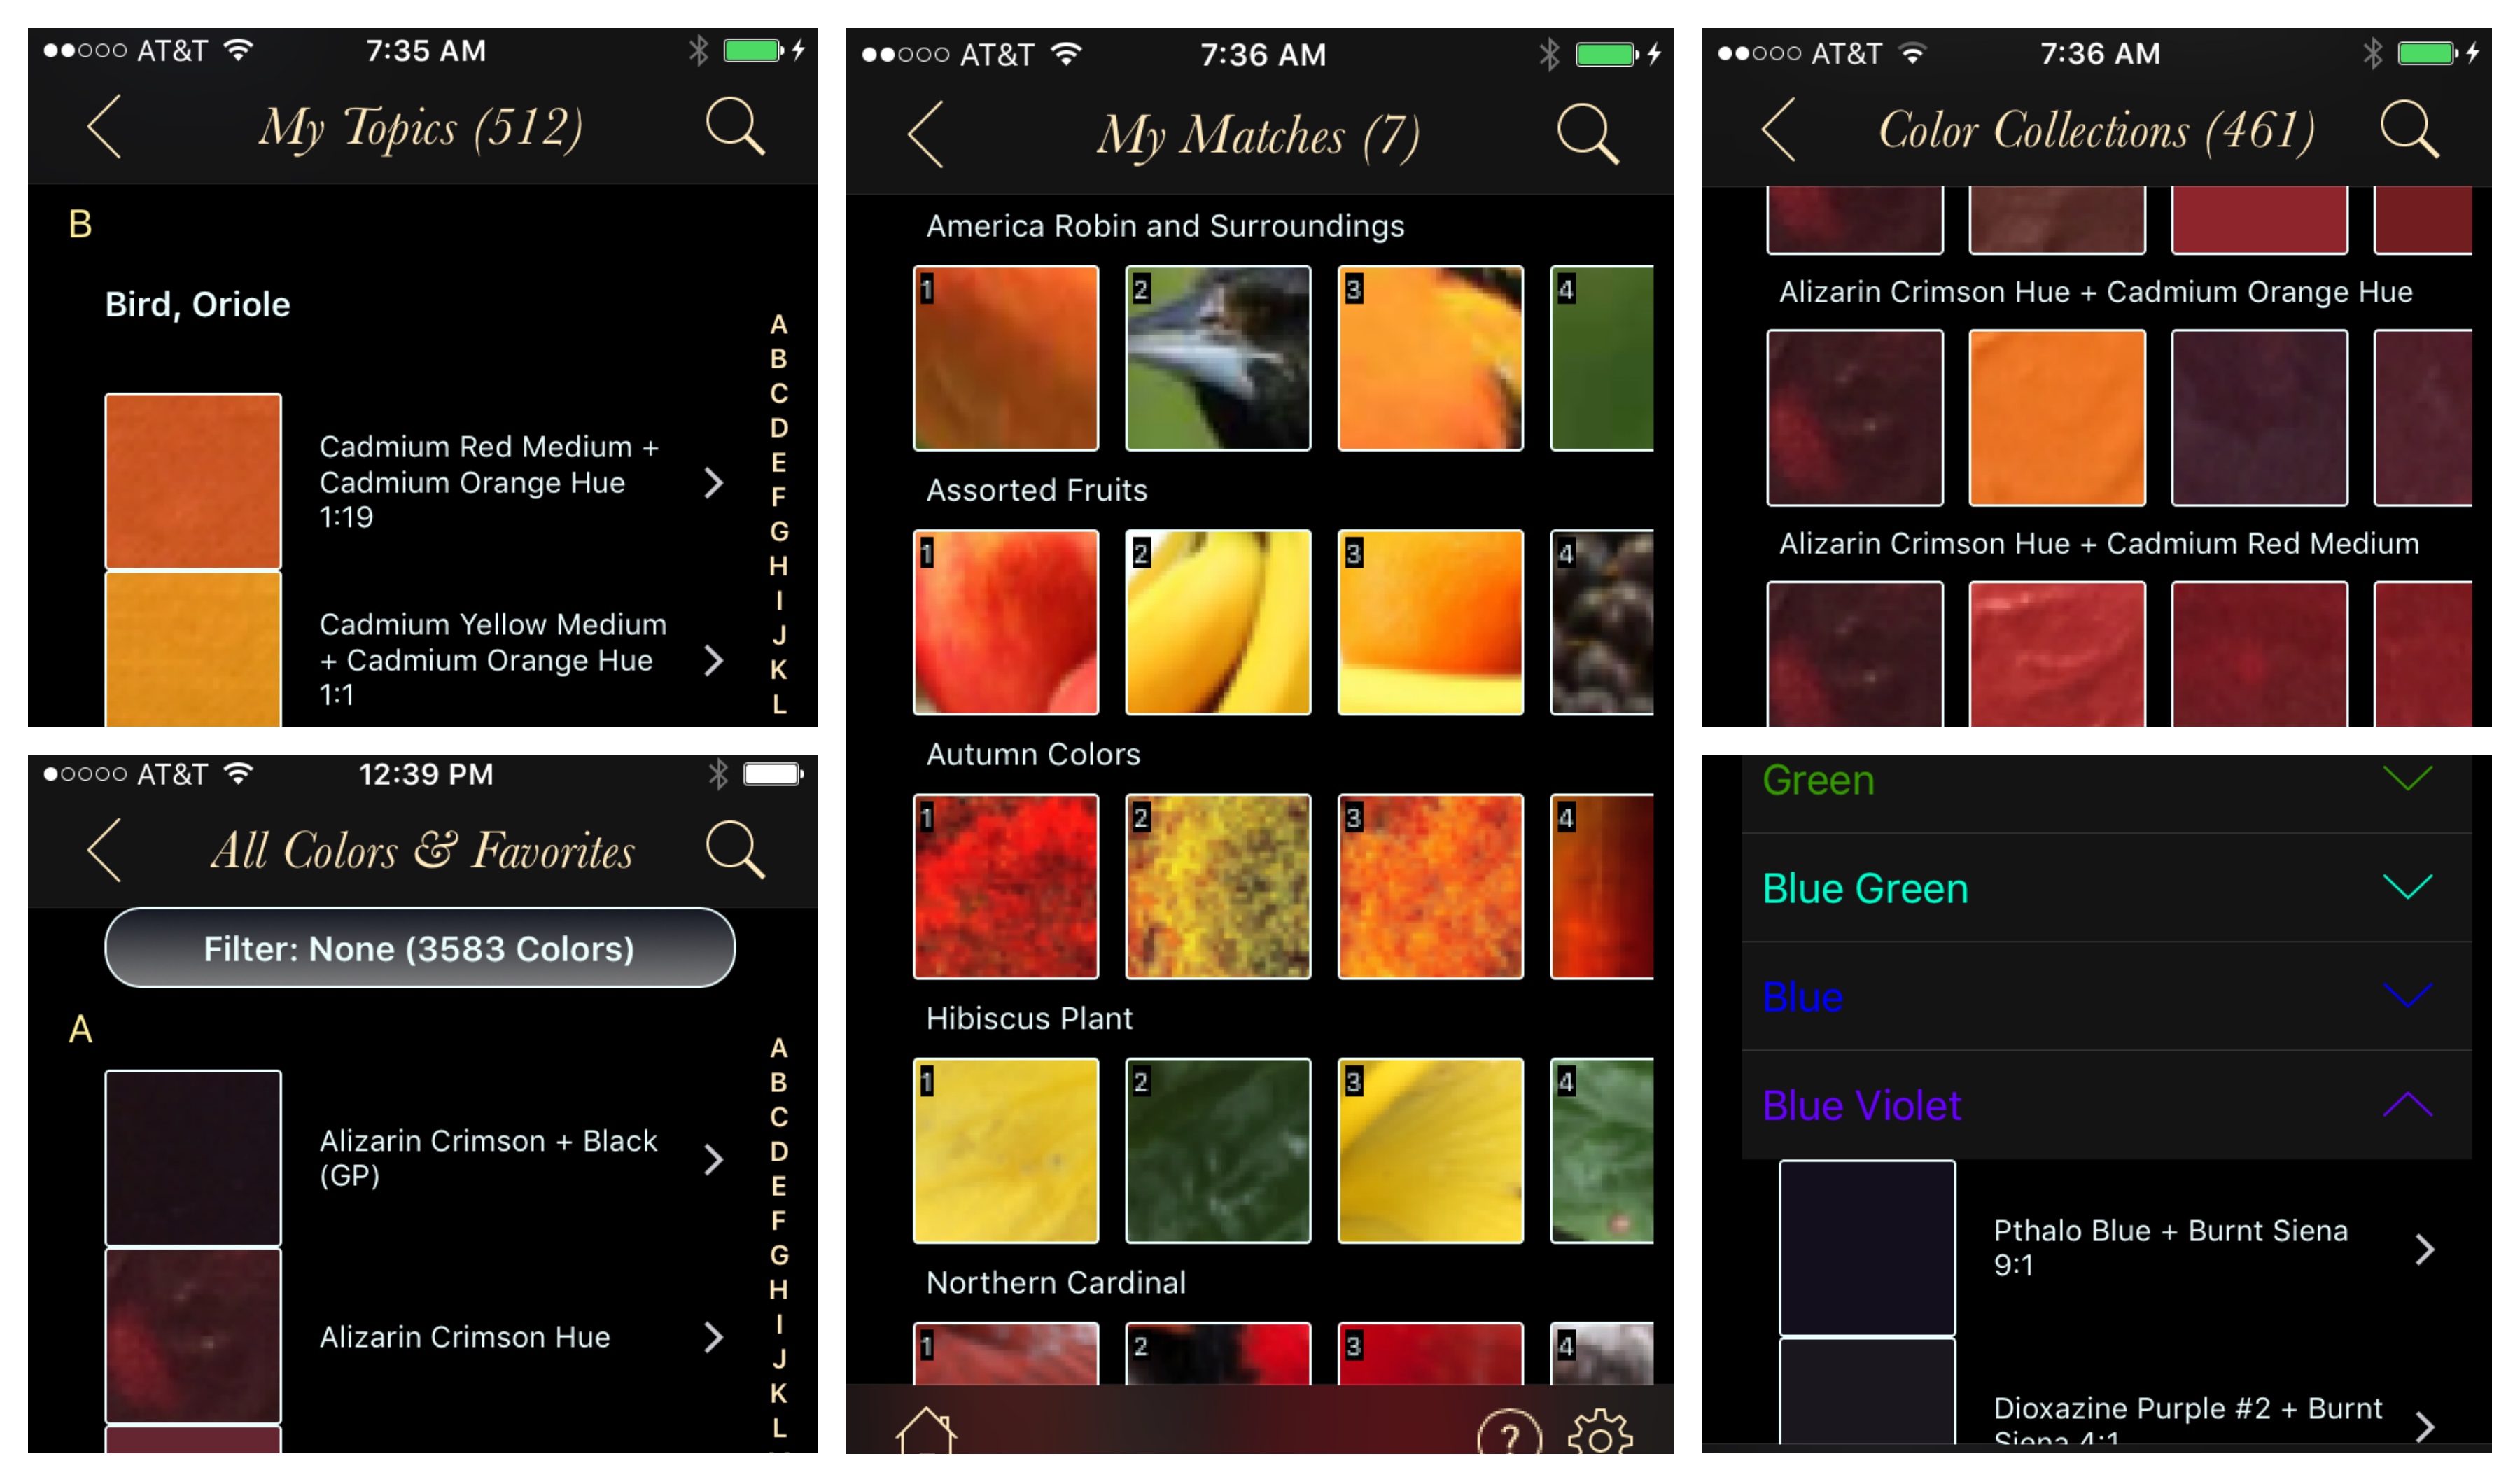 AT&T 7:35 AM
My Topics (512)
B
Bird, Oriole
Cadmium Red Medium +
Cadmium Orange Hue
1:19
Cadmium Yellow Medium
+ Cadmium Orange Hue
1:1
A
B
C
D
E
F
G
H
I
J
K
L
AT&T 12:39 PM
All Colors & Favorites
Filter: None (3583 Colors)
A
Alizarin Crimson + Black
(GP)
Alizarin Crimson Hue
A
B
C
D
E
F
G
H
I
J
K
L
AT&T 7:36 AM
My Matches (7)
America Robin and Surroundings
1 2 3 4
Assorted Fruits
1 2 3 4
Autumn Colors
1 2 3 4
Hibiscus Plant
1 2 3 4
Northern Cardinal
1 2 3 4
?
AT&T 7:36 AM
Color Collections (461)
Alizarin Crimson Hue + Cadmium Orange Hue
Alizarin Crimson Hue + Cadmium Red Medium
Green
Blue Green
Blue
Blue Violet
Pthalo Blue + Burnt Siena
9:1
Dioxazine Purple #2 + Burnt
Siena 4:1